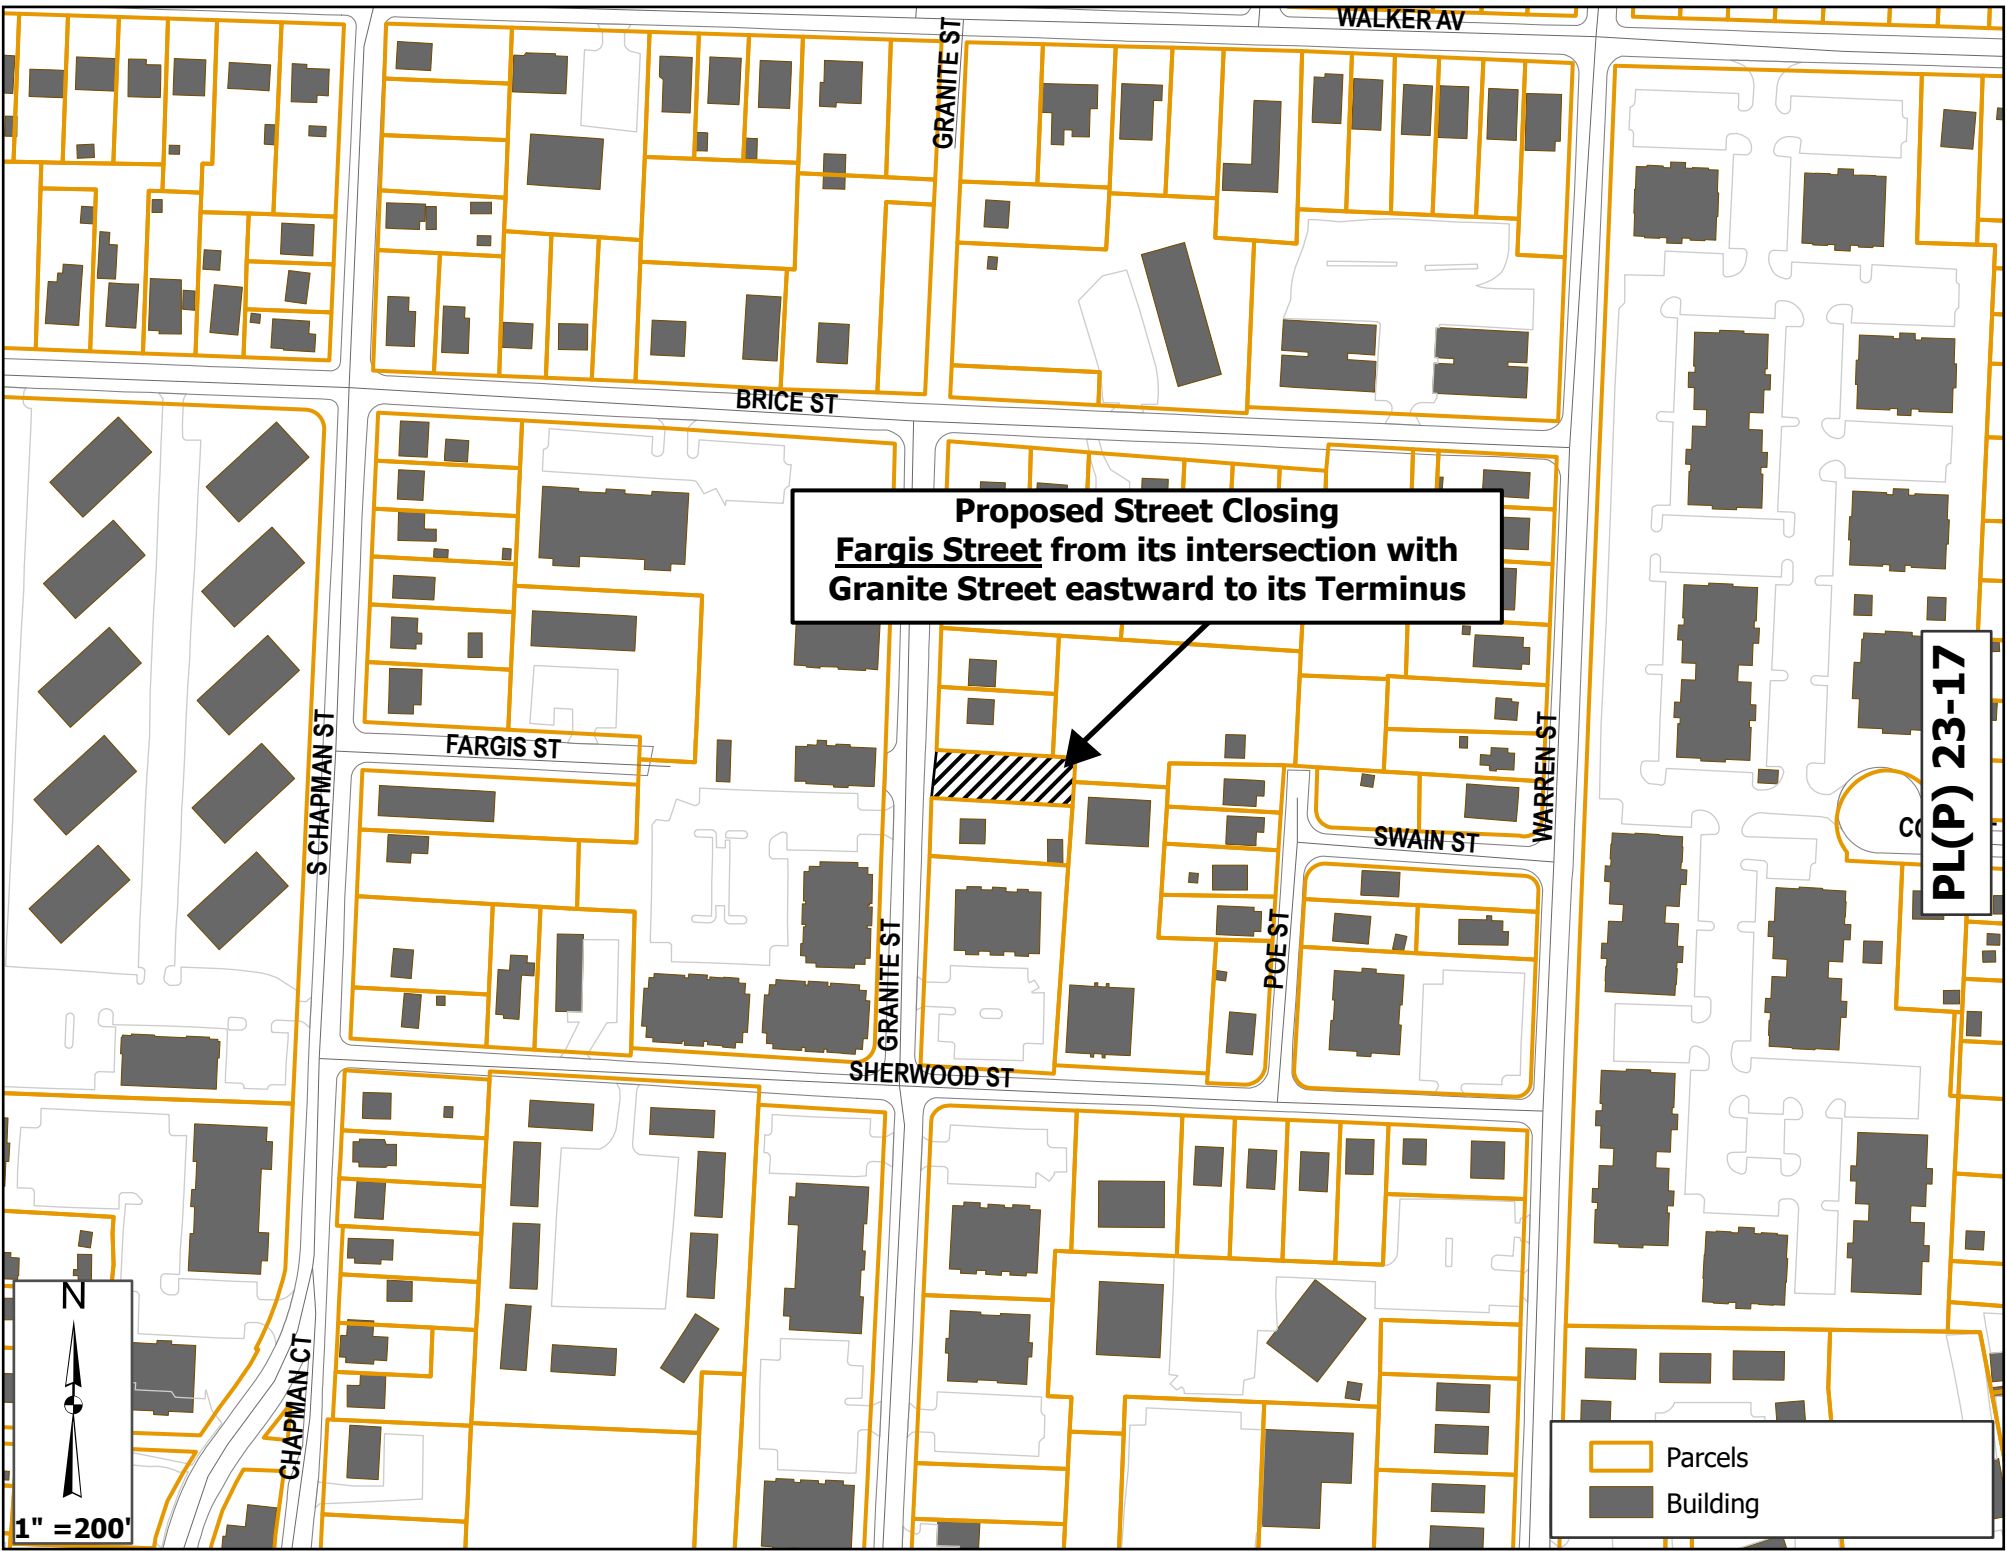 WALKER AV
GRANITE ST
BRICE ST
Proposed Street Closing
Fargis Street from its intersection with
Granite Street eastward to its Terminus
PL(P) 23-17
FARGIS ST
S CHAPMAN ST
WARREN ST
SWAIN ST
POE ST
GRANITE ST
SHERWOOD ST
CHAPMAN CT
N
1" =200'
Parcels
Building